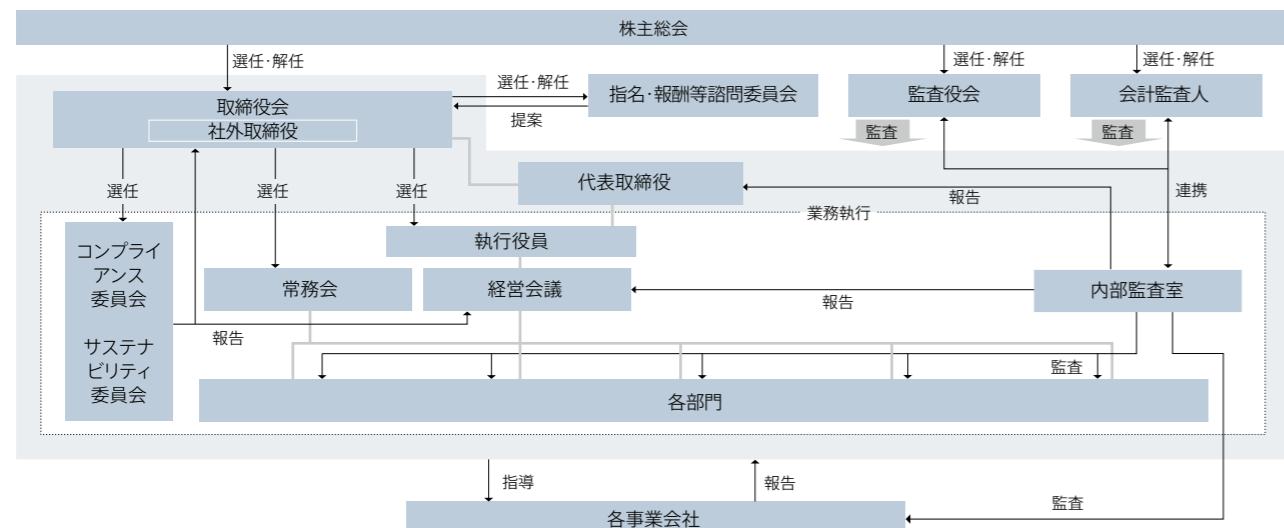 株主総会
選任・解任
選任・解任
選任・解任
取締役会
社外取締役
選任・解任
提案
指名・報酬等諮問委員会
監査役会
会計監査人
監査
監査
選任
選任
選任
代表取締役
報告
連携
業務執行
コンプライ
アンス
委員会
サステナ
ビリティ
委員会
執行役員
常務会
経営会議
内部監査室
報告
報告
監査
各部門
指導
報告
監査
各事業会社